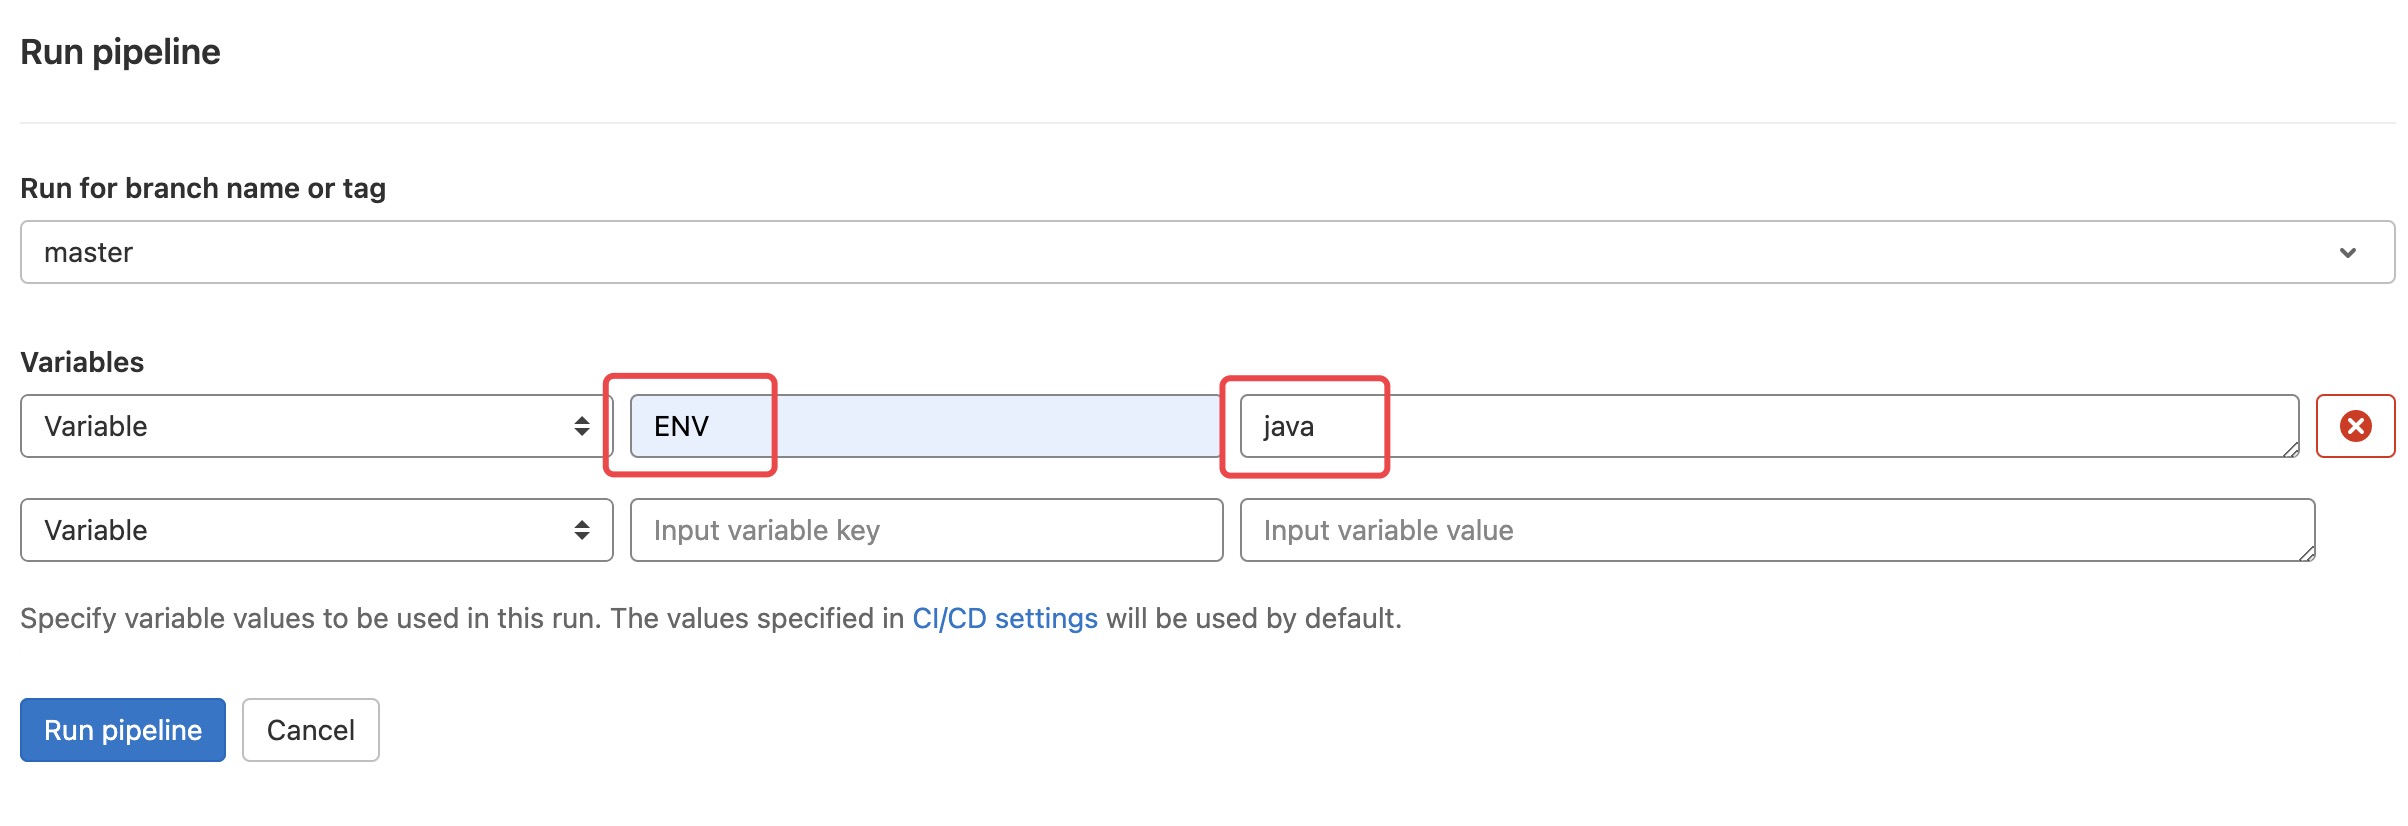 Run pipeline
Run for branch name or tag
master
Variables
Variable ENV java
Variable Input variable key Input variable value
Specify variable values to be used in this run. The values specified in CI/CD settings will be used by default.
Run pipeline Cancel